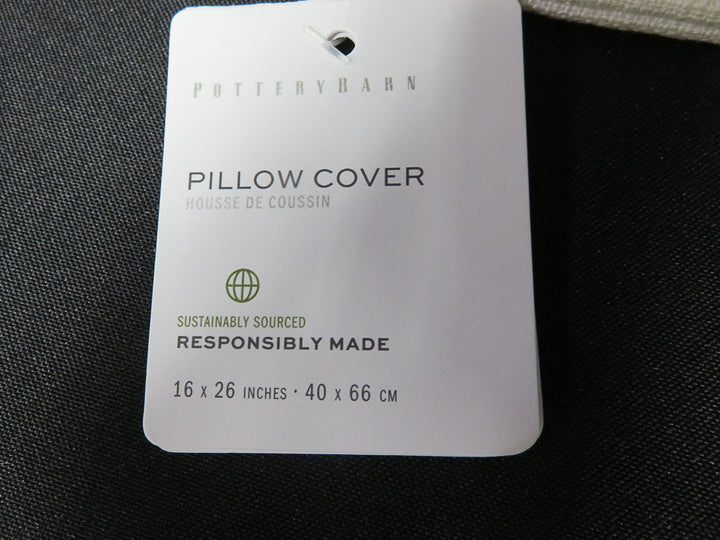 POTTERYBARN
PILLOW COVER
HOUSSE DE COUSSIN
SUSTAINABLY SOURCED
RESPONSIBLY MADE
16 x 26 INCHES · 40 x 66 CM